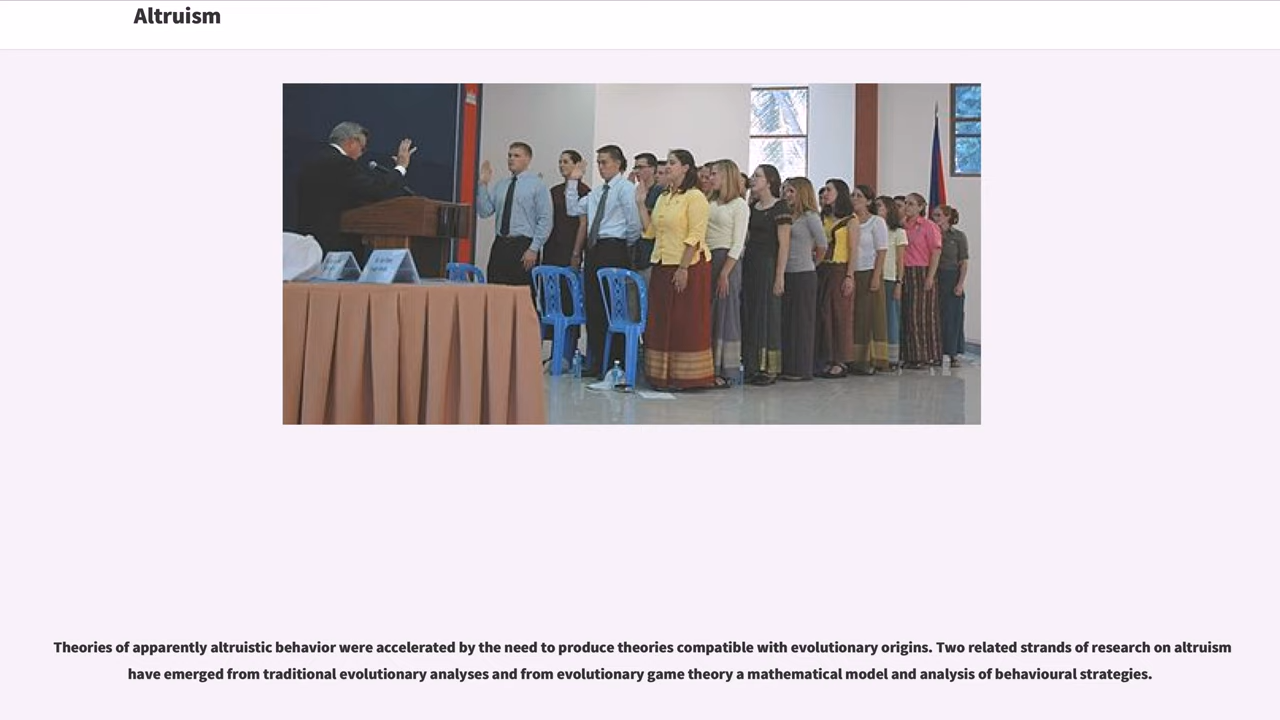 Altruism
Theories of apparently altruistic behavior were accelerated by the need to produce theories compatible with evolutionary origins. Two related strands of research on altruism
have emerged from traditional evolutionary analyses and from evolutionary game theory a mathematical model and analysis of behavioural strategies.